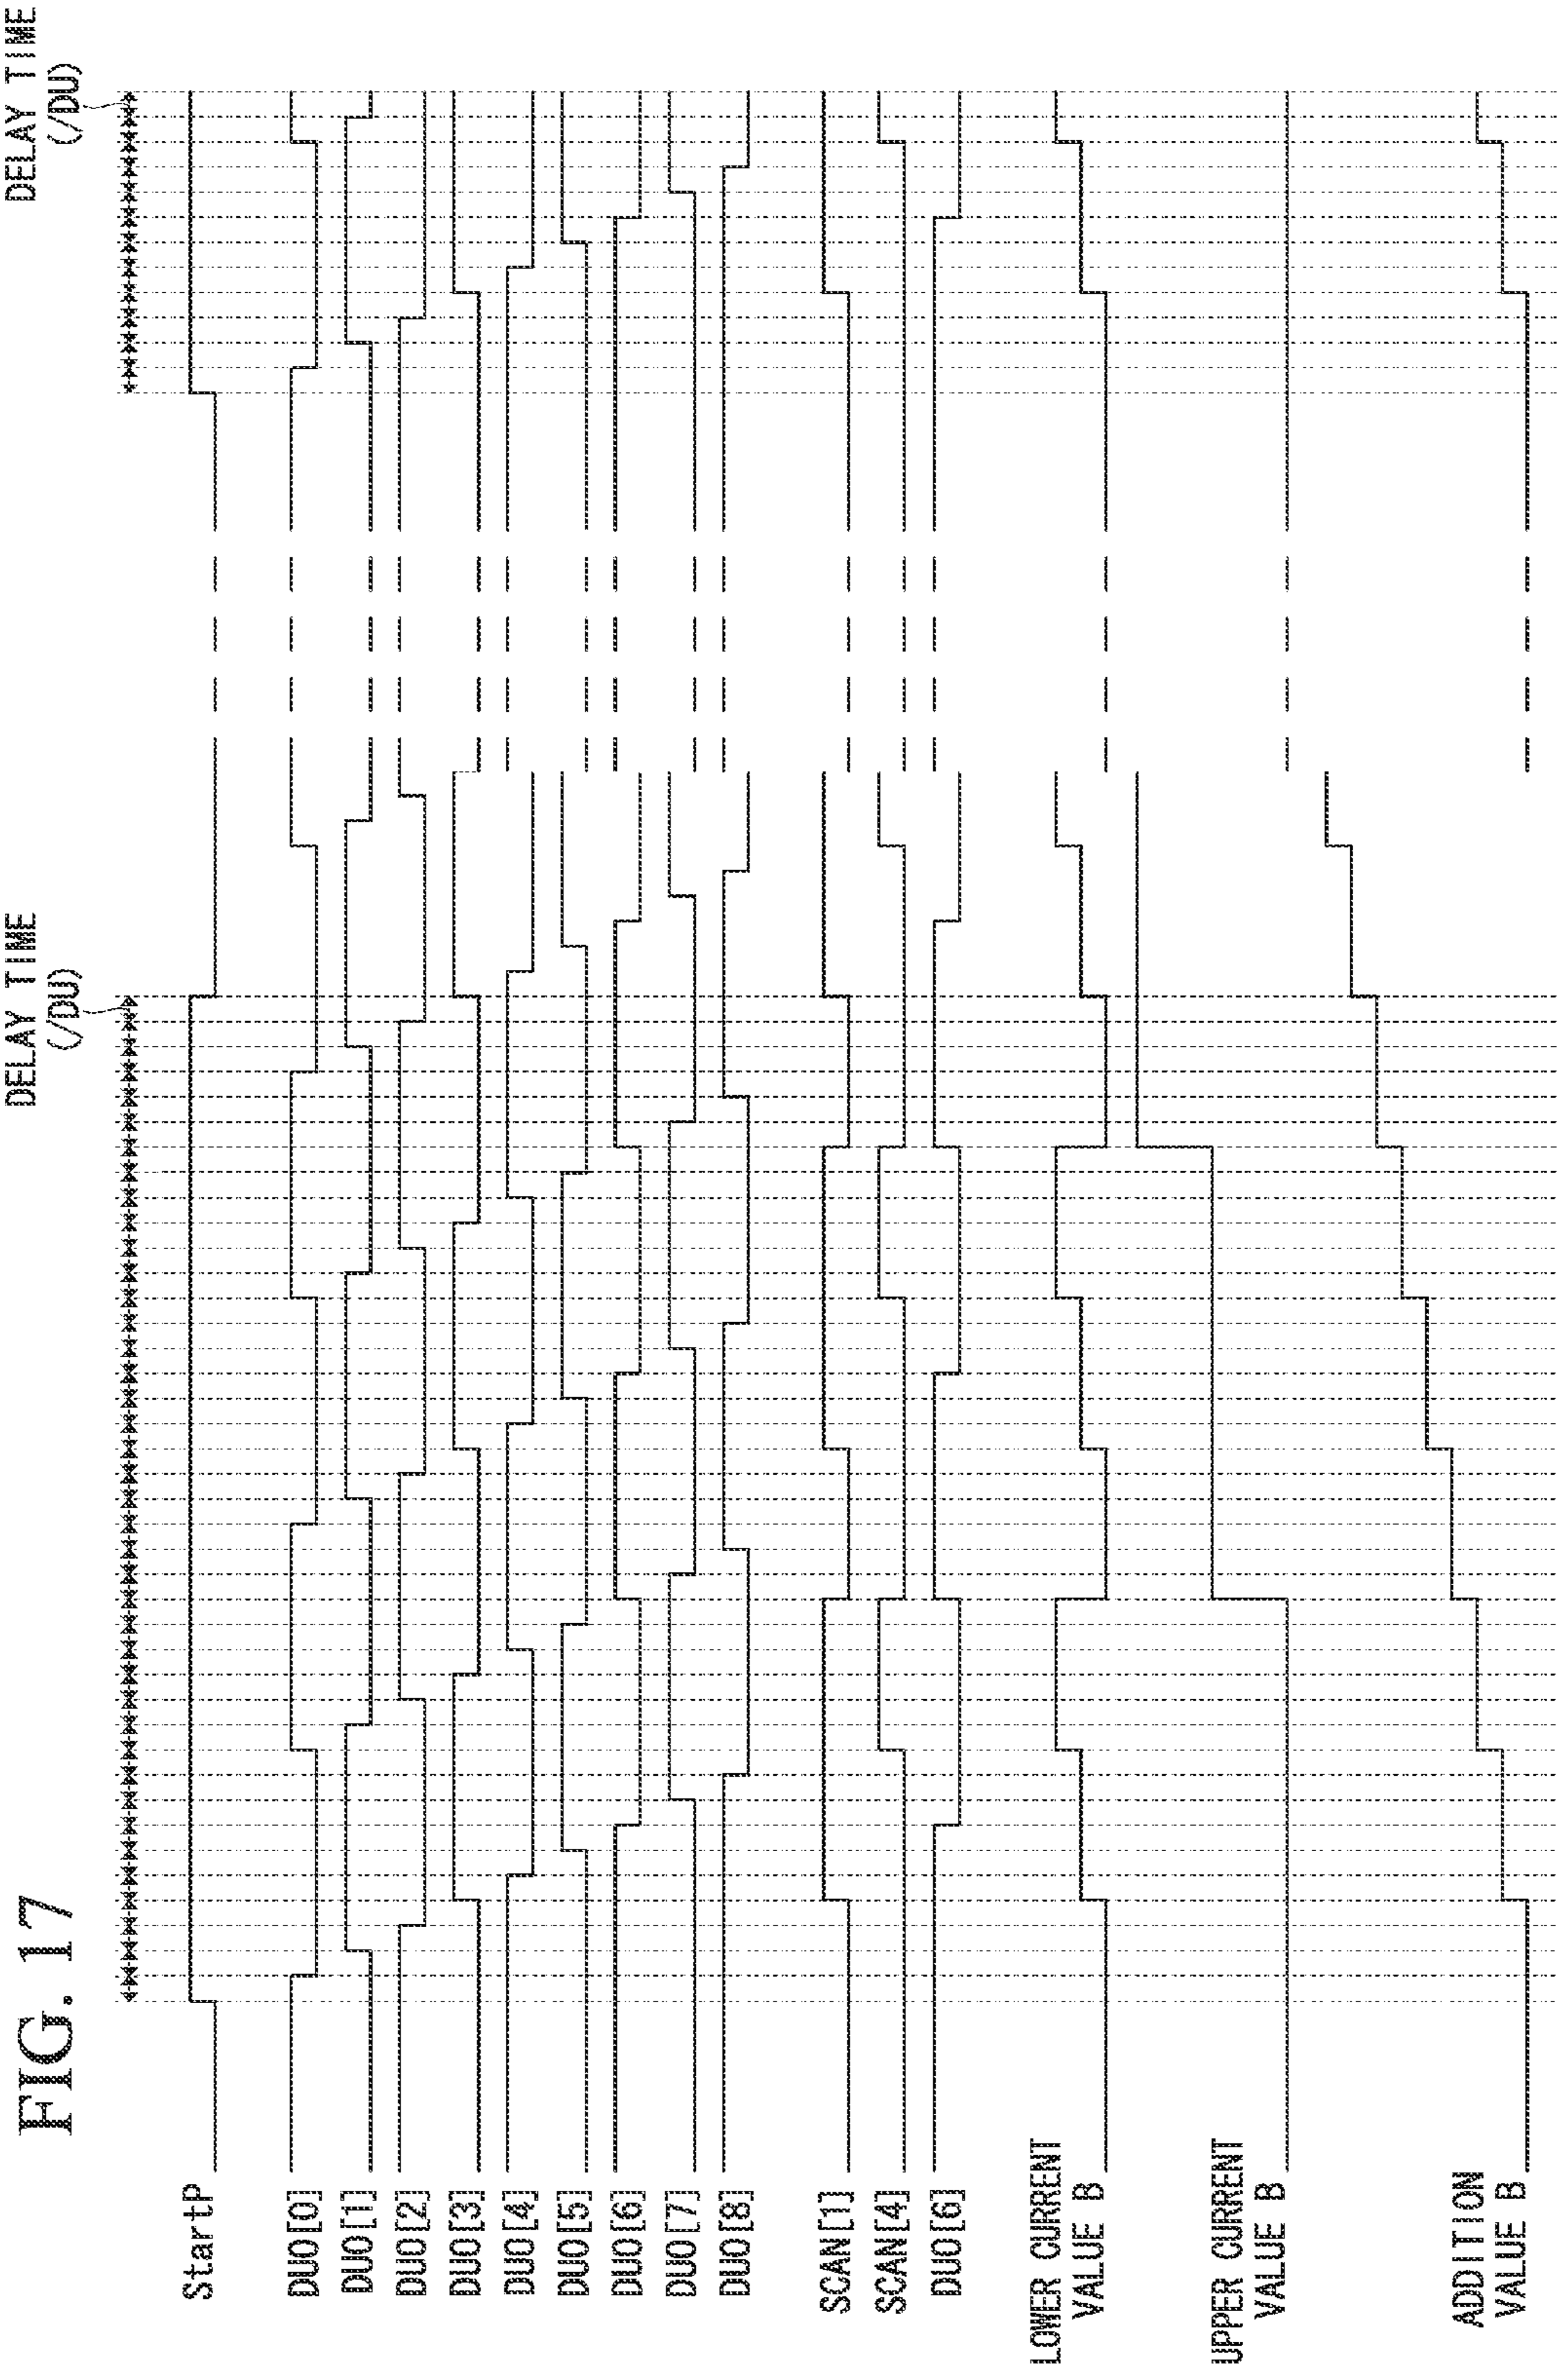 FIG. 17
DELAY TIME
(/DU)
DELAY TIME
(/DU)
StartP
DUO[0]
DUO[1]
DUO[2]
DUO[3]
DUO[4]
DUO[5]
DUO[6]
DUO[7]
DUO[8]
SCAN[1]
SCAN[4]
DUO[6]
LOWER CURRENT
VALUE B
UPPER CURRENT
VALUE B
ADDITION
VALUE B